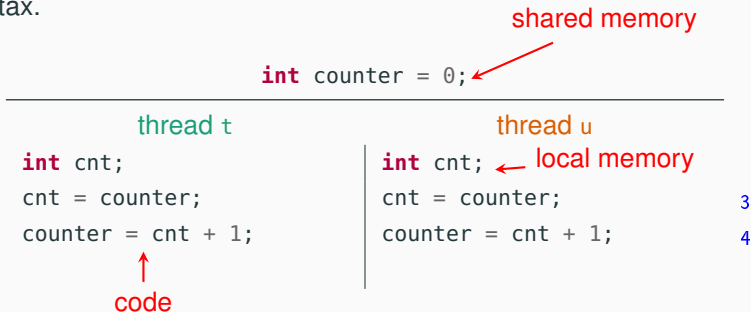 tax.
shared memory
int counter = 0;
thread t
thread u
int cnt;
int cnt;
local memory
cnt = counter;
cnt = counter;
3
counter = cnt + 1;
counter = cnt + 1;
4
code